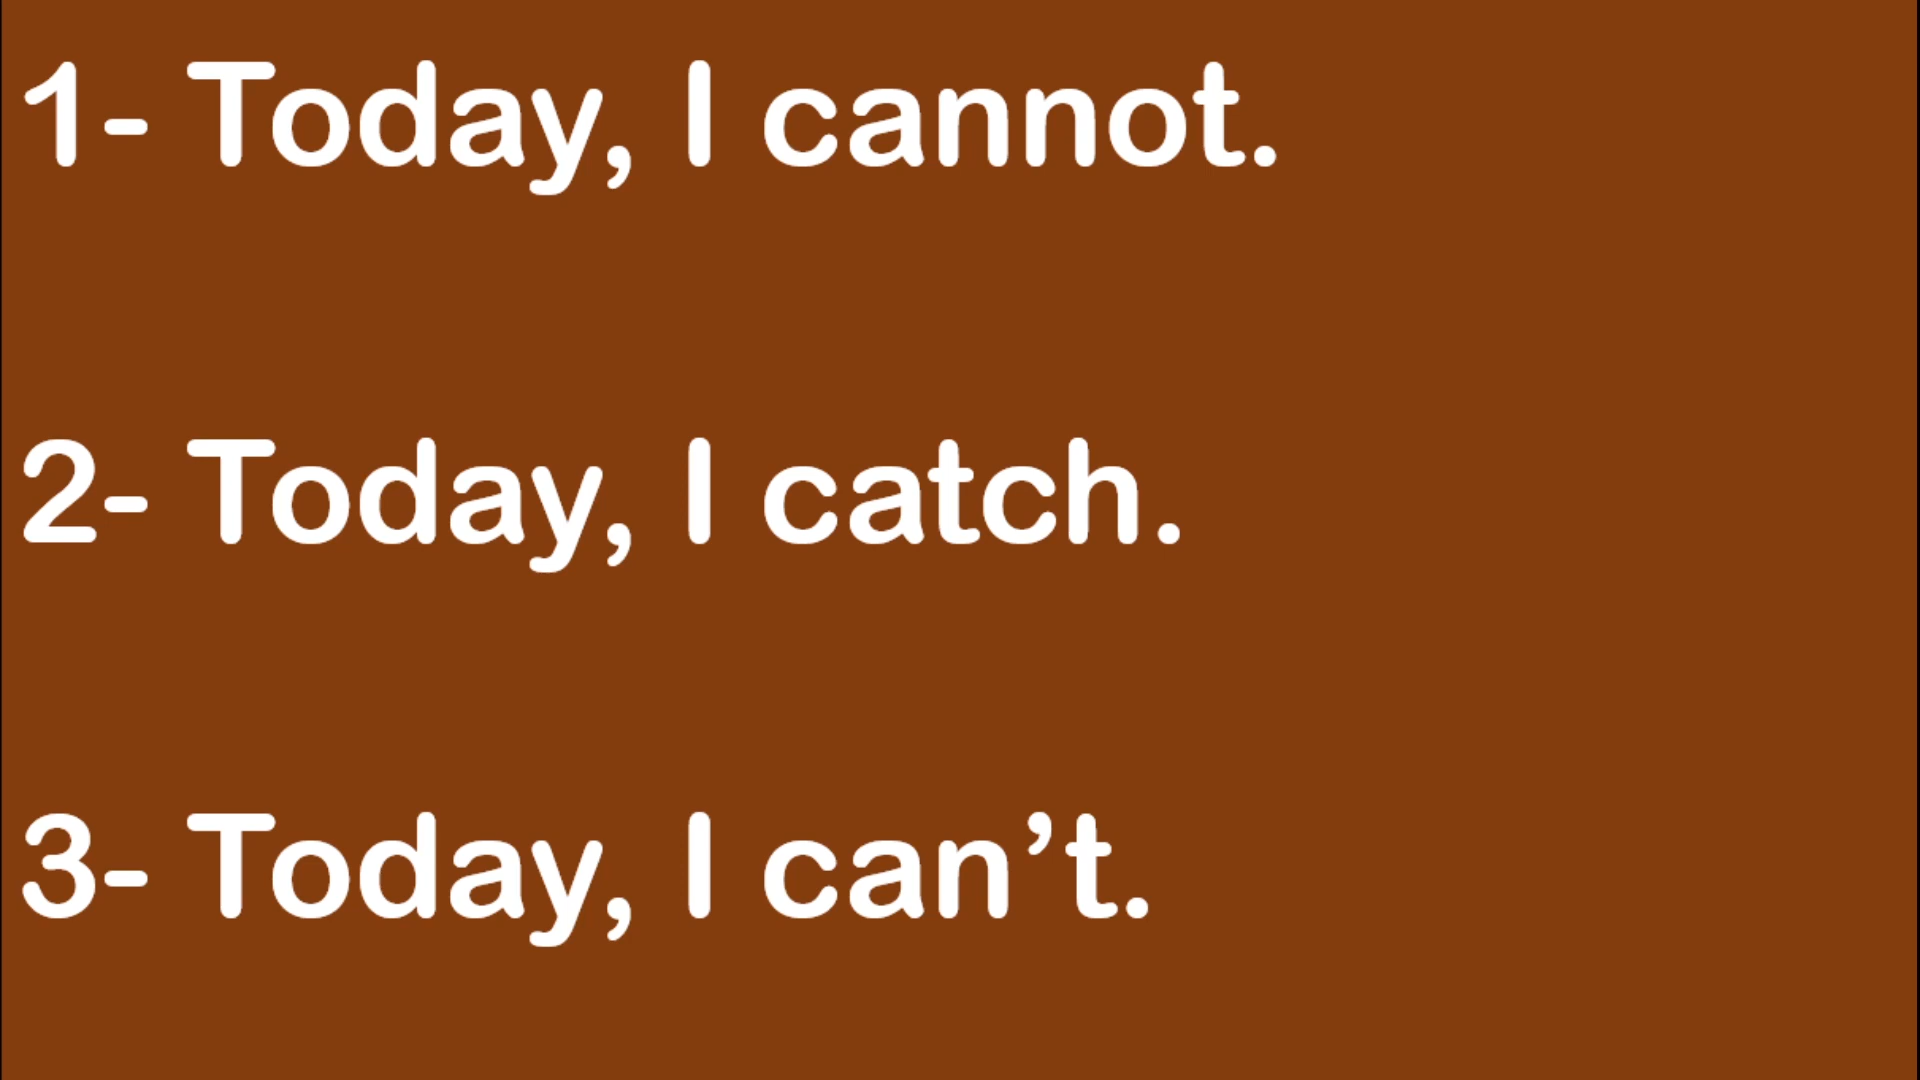 1- Today, I cannot.
2- Today, I catch.
3- Today, I can’t.